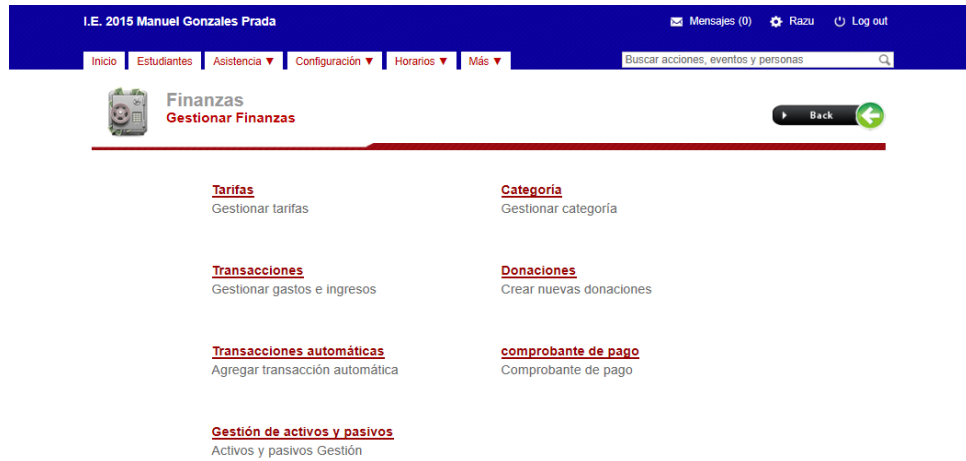 I.E. 2015 Manuel Gonzales Prada
Mensajes (0) Razu Log out
Inicio Estudiantes Asistencia ▼ Configuración ▼ Horarios ▼ Más ▼ Buscar acciones, eventos y personas
Finanzas
Gestionar Finanzas
Back
Tarifas
Gestionar tarifas
Categoría
Gestionar categoría
Transacciones
Gestionar gastos e ingresos
Donaciones
Crear nuevas donaciones
Transacciones automáticas
Agregar transacción automática
comprobante de pago
Comprobante de pago
Gestión de activos y pasivos
Activos y pasivos Gestión